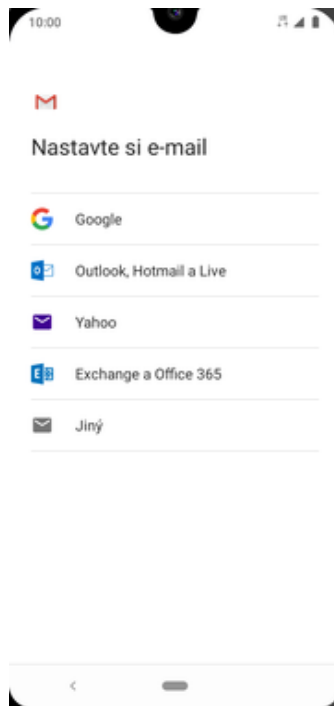 10:00
Nastavte si e-mail
Google
Outlook, Hotmail a Live
Yahoo
Exchange a Office 365
Jiný